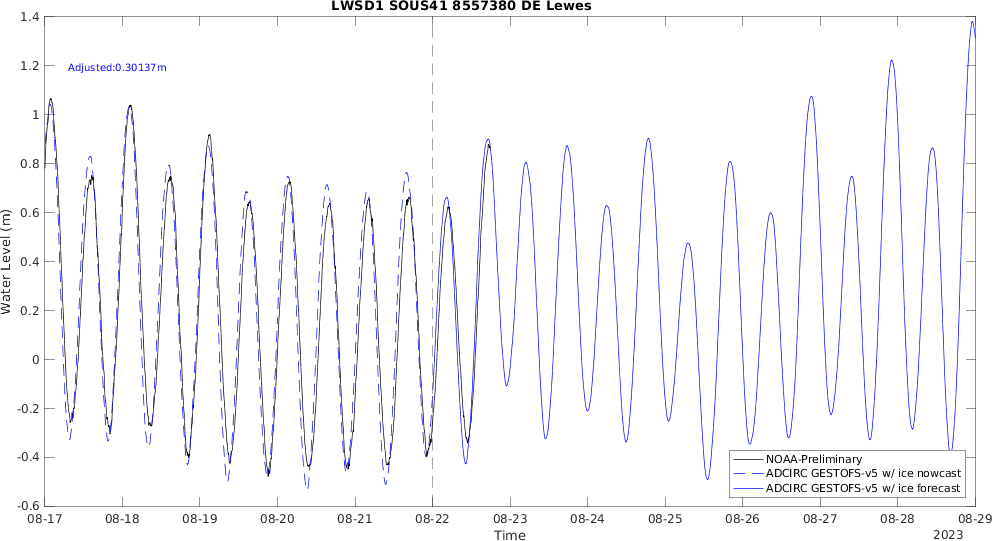 LWSD1 SOUS41 8557380 DE Lewes
Adjusted:0.30137m
Water Level (m)
1.4
1.2
1
0.8
0.6
0.4
0.2
0
-0.2
-0.4
-0.6
NOAA-Preliminary
ADCIRC GESTOFS-v5 w/ ice nowcast
ADCIRC GESTOFS-v5 w/ ice forecast
08-17 08-18 08-19 08-20 08-21 08-22 08-23 08-24 08-25 08-26 08-27 08-28 08-29
Time
2023